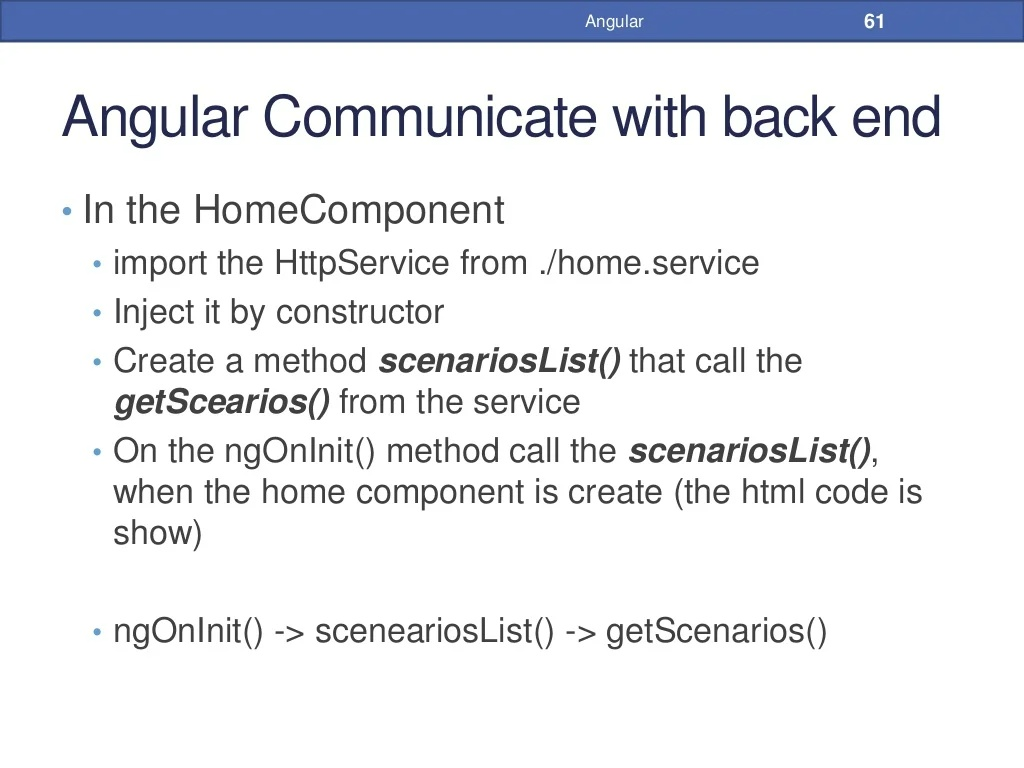 Angular 61
Angular Communicate with back end
• In the HomeComponent
• import the HttpService from ./home.service
• Inject it by constructor
• Create a method scenariosList() that call the
getScearios() from the service
• On the ngOnInit() method call the scenariosList(),
when the home component is create (the html code is
show)
• ngOnInit() -> sceneariosList() -> getScenarios()